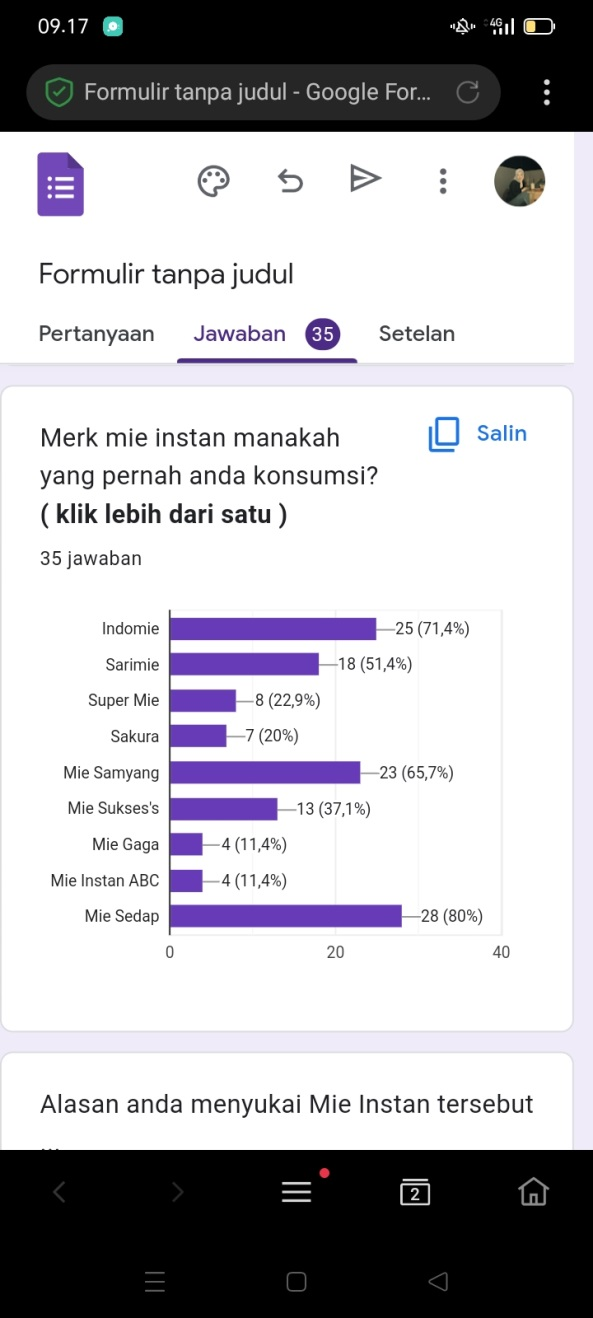 09.17
4G
Formulir tanpa judul - Google For...
Formulir tanpa judul
Pertanyaan Jawaban 35 Setelan
Merk mie instan manakah
yang pernah anda konsumsi?
( klik lebih dari satu )
Salin
35 jawaban
Indomie 25 (71,4%)
Sarimie 18 (51,4%)
Super Mie 8 (22,9%)
Sakura 7 (20%)
Mie Samyang 23 (65,7%)
Mie Sukses's 13 (37,1%)
Mie Gaga 4 (11,4%)
Mie Instan ABC 4 (11,4%)
Mie Sedap 28 (80%)
0 20 40
Alasan anda menyukai Mie Instan tersebut
2